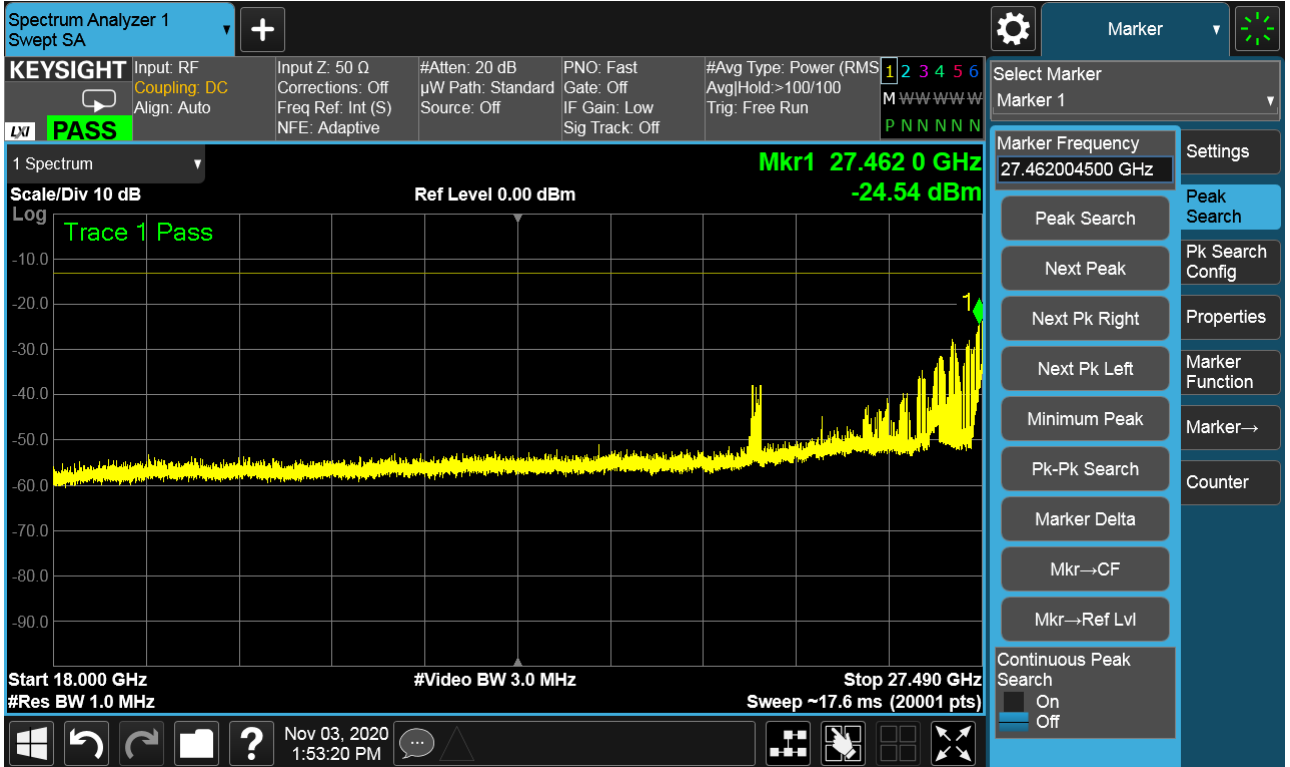 Spectrum Analyzer 1
Swept SA
+
Marker
KEYSIGHT
LXI
PASS
Input: RF
Coupling: DC
Align: Auto
Input Z: 50 Ω
Corrections: Off
Freq Ref: Int (S)
NFE: Adaptive
#Atten: 20 dB
µW Path: Standard
Source: Off
PNO: Fast
Gate: Off
IF Gain: Low
Sig Track: Off
#Avg Type: Power (RMS
Avg|Hold:>100/100
Trig: Free Run
1 2 3 4 5 6
M W W W W W
P N N N N N
Select Marker
Marker 1
1 Spectrum
Mkr1 27.462 0 GHz
-24.54 dBm
Scale/Div 10 dB
Ref Level 0.00 dBm
Log
Trace 1 Pass
-10.0
-20.0
-30.0
-40.0
-50.0
-60.0
-70.0
-80.0
-90.0
1
Start 18.000 GHz
#Video BW 3.0 MHz
Stop 27.490 GHz
#Res BW 1.0 MHz
Sweep ~17.6 ms (20001 pts)
Marker Frequency
27.462004500 GHz
Peak Search
Next Peak
Next Pk Right
Next Pk Left
Minimum Peak
Pk-Pk Search
Marker Delta
Mkr→CF
Mkr→Ref Lvl
Continuous Peak
Search
On
Off
Settings
Peak
Search
Pk Search
Config
Properties
Marker
Function
Marker→
Counter
?
Nov 03, 2020
1:53:20 PM